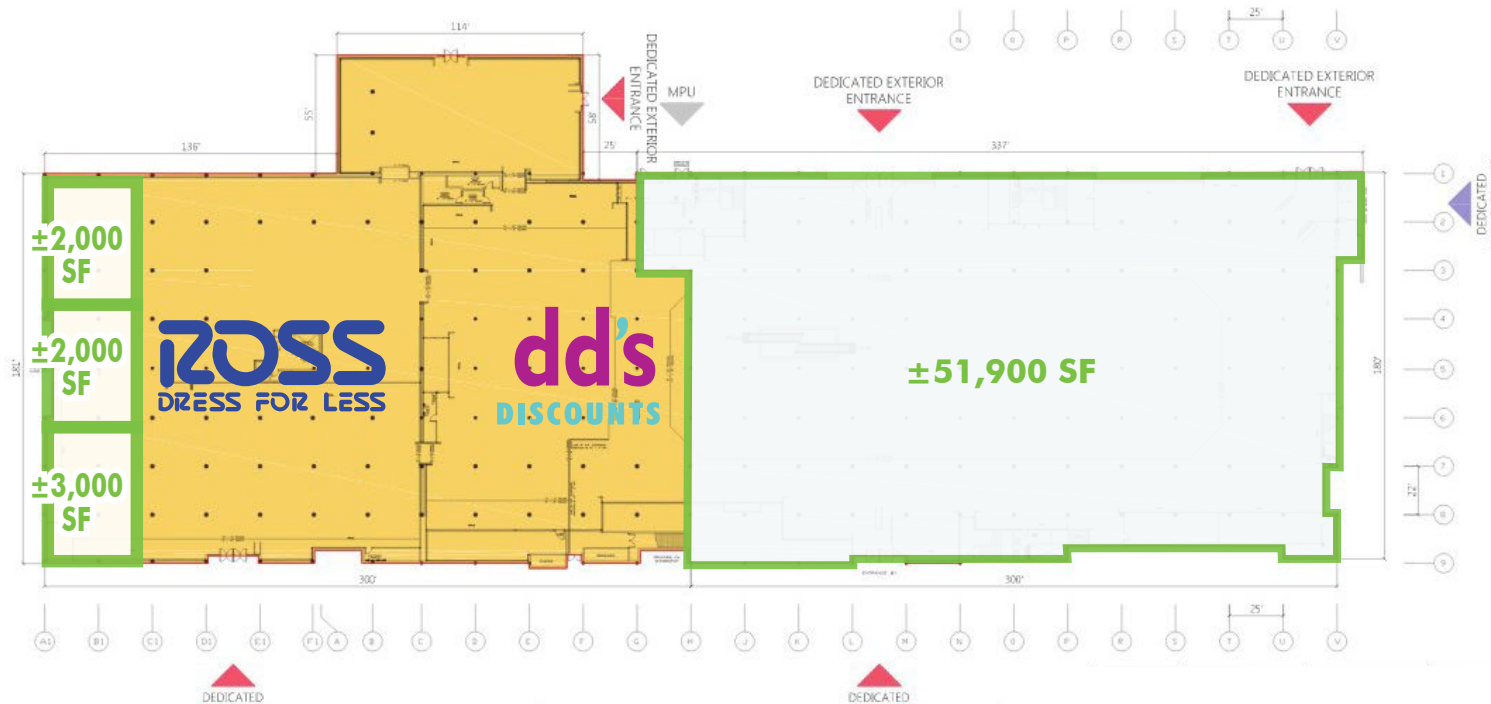 114'
25'
N O P R S T U V
DEDICATED EXTERIOR
ENTRANCE
MPU
DEDICATED EXTERIOR
ENTRANCE
DEDICATED EXTERIOR
ENTRANCE
55'
85'
136'
25'
337'
1
DEDICATED
2
±2,000
SF
3
4
ROSS
DRESS FOR LESS
dd's
DISCOUNTS
±51,900 SF
±2,000
SF
181'
180'
5
6
±3,000
SF
7
22'
8
9
ENTRANCE #1
300'
300'
25'
A1 B1 C1 D1 E1 F1 A B C D E F G H J K L M N O P R S T U V
DEDICATED
DEDICATED